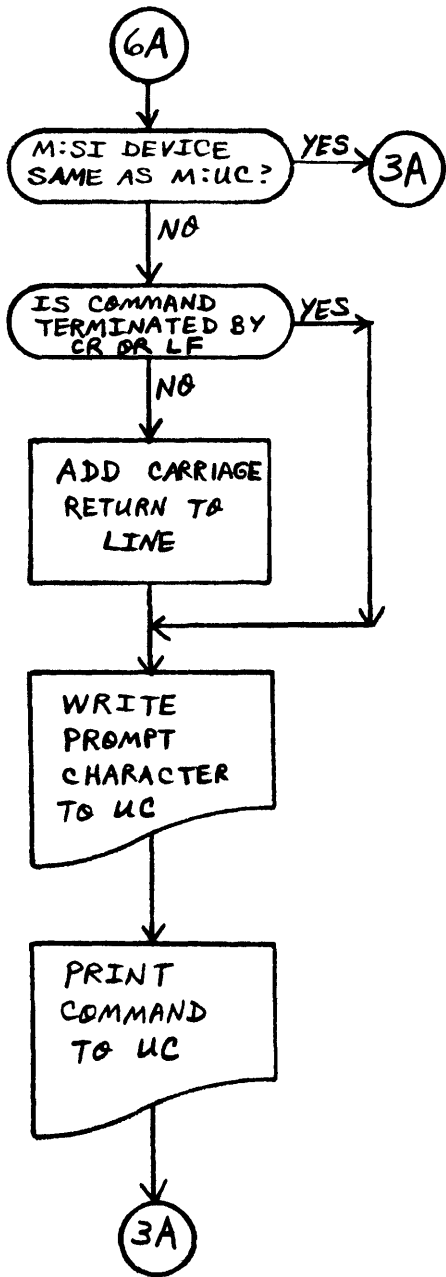 6A
M:SI DEVICE
SAME AS M:UC?
YES
3A
NO
IS COMMAND
TERMINATED BY
CR OR LF
YES
NO
ADD CARRIAGE
RETURN TO
LINE
WRITE
PROMPT
CHARACTER
TO UC
PRINT
COMMAND
TO UC
3A